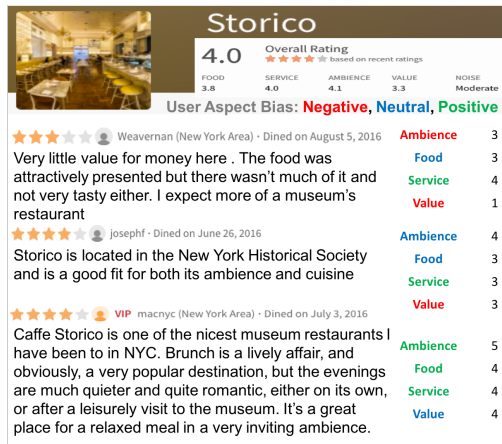 Storico
4.0 Overall Rating
based on recent ratings
FOOD SERVICE AMBIENCE VALUE NOISE
3.8 4.0 4.1 3.3 Moderate
User Aspect Bias: Negative, Neutral, Positive
Weavernan (New York Area) · Dined on August 5, 2016
Very little value for money here . The food was
attractively presented but there wasn't much of it and
not very tasty either. I expect more of a museum's
restaurant
Ambience 3
Food 3
Service 4
Value 1
josephf · Dined on June 26, 2016
Storico is located in the New York Historical Society
and is a good fit for both its ambience and cuisine
Ambience 4
Food 3
Service 3
Value 3
VIP macnyc (New York Area) · Dined on July 3, 2016
Caffe Storico is one of the nicest museum restaurants I
have been to in NYC. Brunch is a lively affair, and
obviously, a very popular destination, but the evenings
are much quieter and quite romantic, either on its own,
or after a leisurely visit to the museum. It's a great
place for a relaxed meal in a very inviting ambience.
Ambience 5
Food 4
Service 4
Value 4